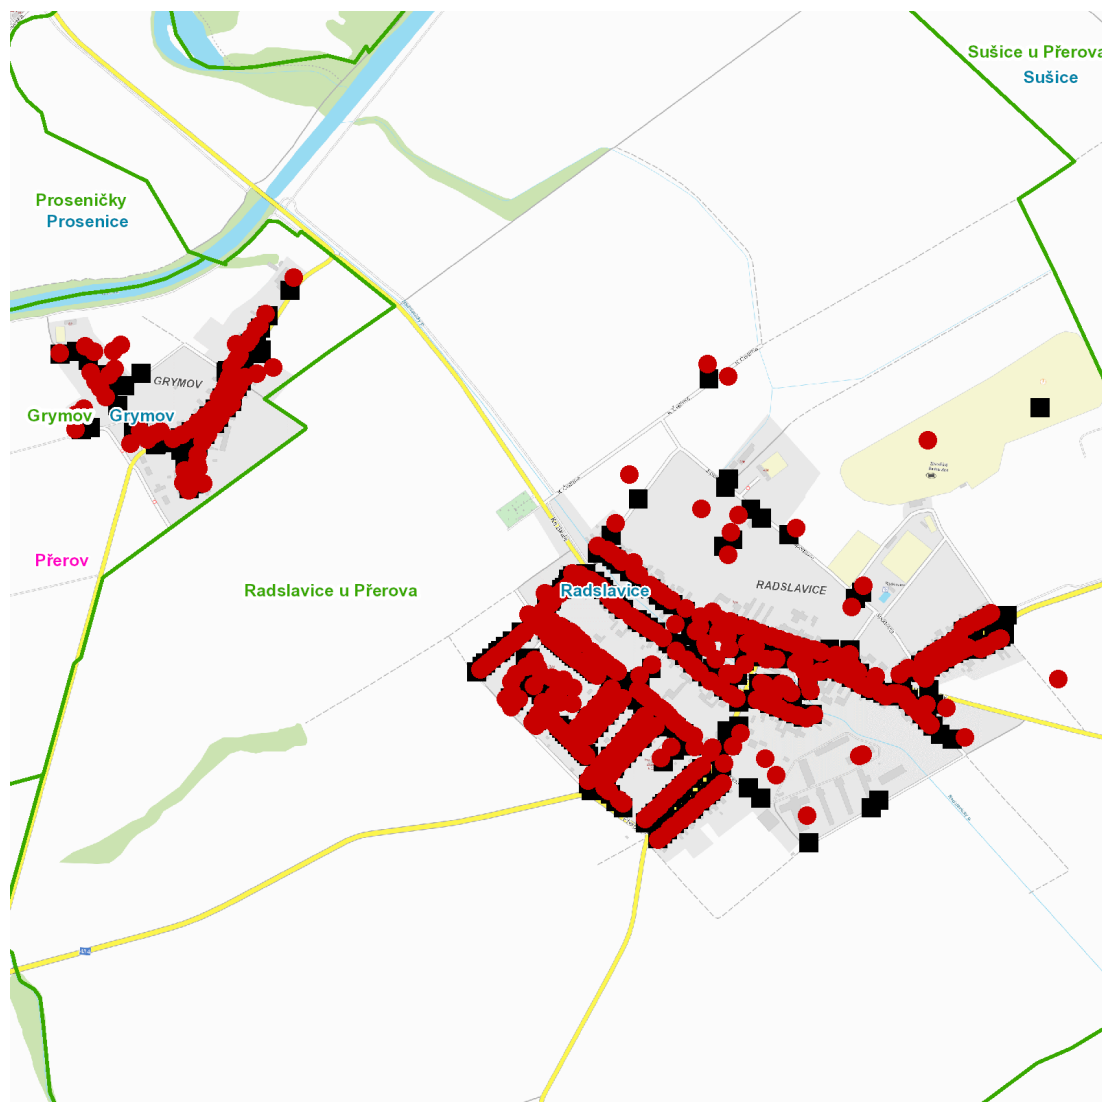 Sušice u Přerova
Sušice
Proseničky
Prosenice
GRYMOV
Grymov
Grymov
Přerov
Radslavice u Přerova
Radslavice
RADSLAVICE